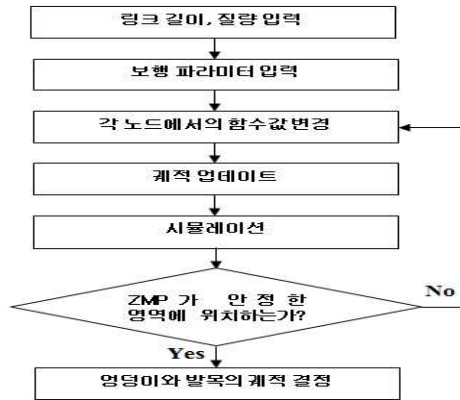 링크 길이, 질량 입력
보행 파라미터 입력
각 노드에서의 함수값 변경
궤적 업데이트
시뮬레이션
ZMP 가 안 정 한
영역에 위치하는가?
No
Yes
엉덩이와 발목의 궤적 결정